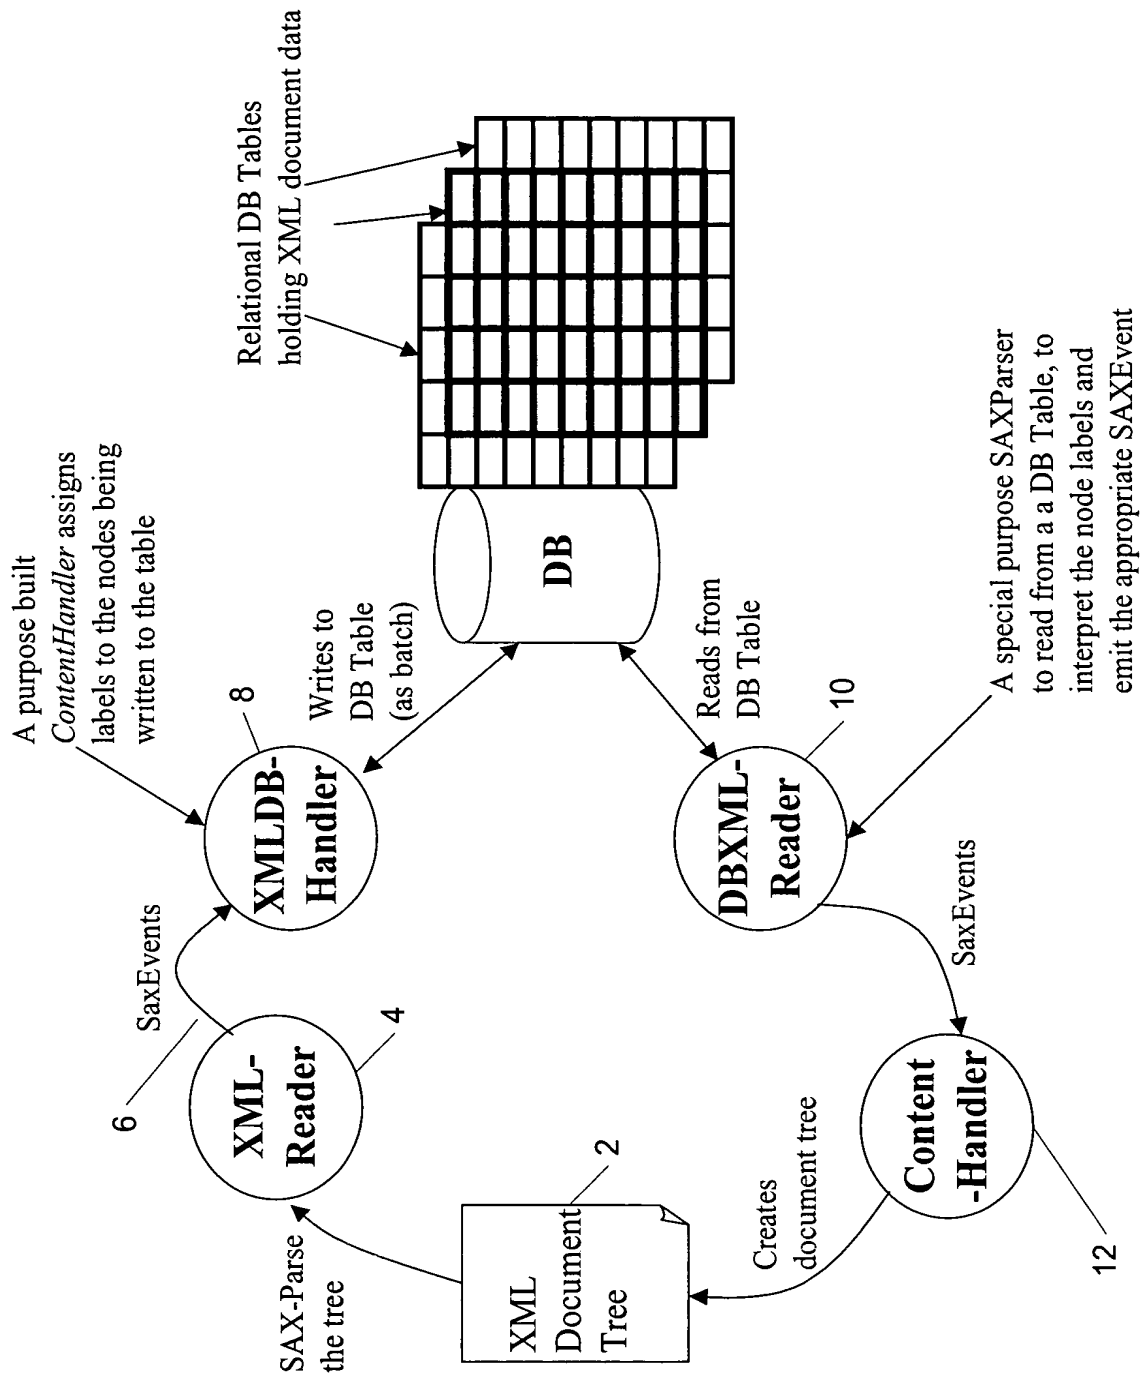 A purpose built
ContentHandler assigns
labels to the nodes being
written to the table
Relational DB Tables
holding XML document data
SaxEvents
6
8
XML-
Reader
4
XMLDB-
Handler
Writes to
DB Table
(as batch)
SAX-Parse
the tree
XML
Document
Tree
2
DB
Reads from
DB Table
Creates
document tree
DBXML-
Reader
10
SaxEvents
Content
-Handler
12
A special purpose SAXParser
to read from a a DB Table, to
interpret the node labels and
emit the appropriate SAXEvent